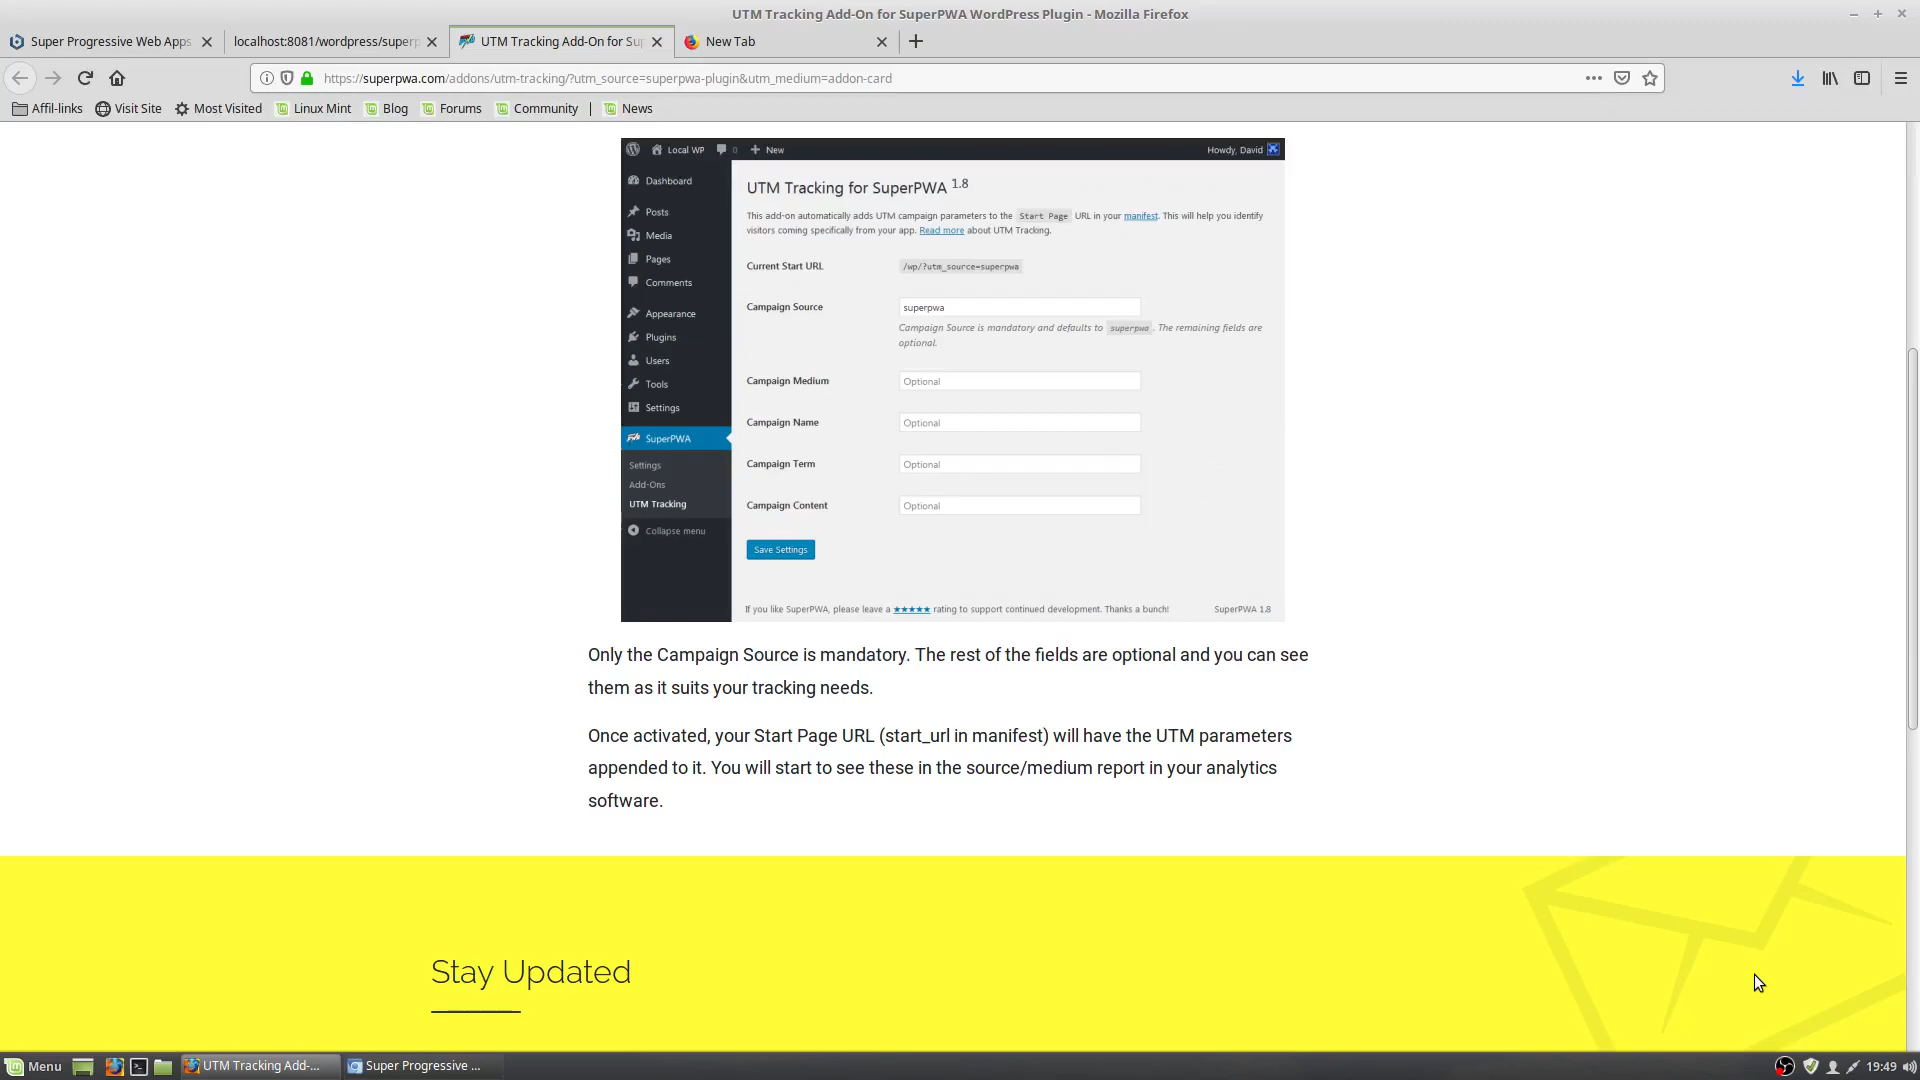 UTM Tracking Add-On for SuperPWA WordPress Plugin - Mozilla Firefox
Super Progressive Web Apps
localhost:8081/wordpress/superp
UTM Tracking Add-On for Sup
New Tab
https://superpwa.com/addons/utm-tracking/?utm_source=superpwa-plugin&utm_medium=addon-card
Affil-links Visit Site Most Visited Linux Mint Blog Forums Community | News
Local WP 0 New Howdy, David
Dashboard
Posts
Media
Pages
Comments
Appearance
Plugins
Users
Tools
Settings
SuperPWA
Settings
Add-Ons
UTM Tracking
Collapse menu
UTM Tracking for SuperPWA 1.8
This add-on automatically adds UTM campaign parameters to the Start Page URL in your manifest. This will help you identify
visitors coming specifically from your app. Read more about UTM Tracking.
Current Start URL /wp/?utm_source=superpwa
Campaign Source superpwa
Campaign Source is mandatory and defaults to superpwa. The remaining fields are
optional.
Campaign Medium Optional
Campaign Name Optional
Campaign Term Optional
Campaign Content Optional
Save Settings
If you like SuperPWA, please leave a ★★★★★ rating to support continued development. Thanks a bunch! SuperPWA 1.8
Only the Campaign Source is mandatory. The rest of the fields are optional and you can see
them as it suits your tracking needs.
Once activated, your Start Page URL (start_url in manifest) will have the UTM parameters
appended to it. You will start to see these in the source/medium report in your analytics
software.
Stay Updated
Menu UTM Tracking Add-... Super Progressive ... 19:49